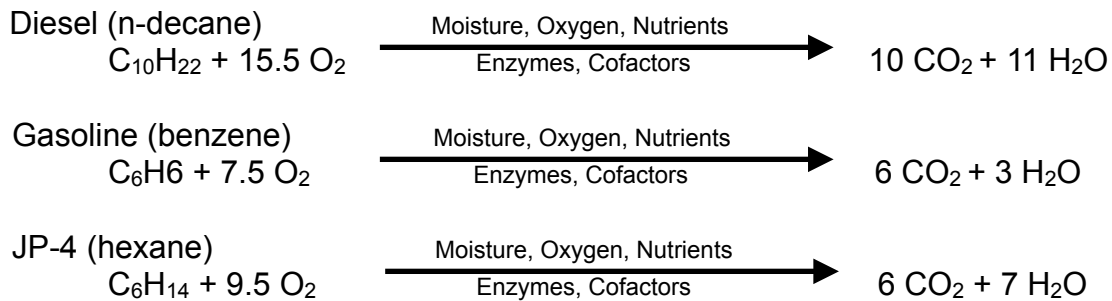 Diesel (n-decane)
C₁₀H₂₂ + 15.5 O₂ Moisture, Oxygen, Nutrients Enzymes, Cofactors 10 CO₂ + 11 H₂O
Gasoline (benzene)
C₆H6 + 7.5 O₂ Moisture, Oxygen, Nutrients Enzymes, Cofactors 6 CO₂ + 3 H₂O
JP-4 (hexane)
C₆H₁₄ + 9.5 O₂ Moisture, Oxygen, Nutrients Enzymes, Cofactors 6 CO₂ + 7 H₂O